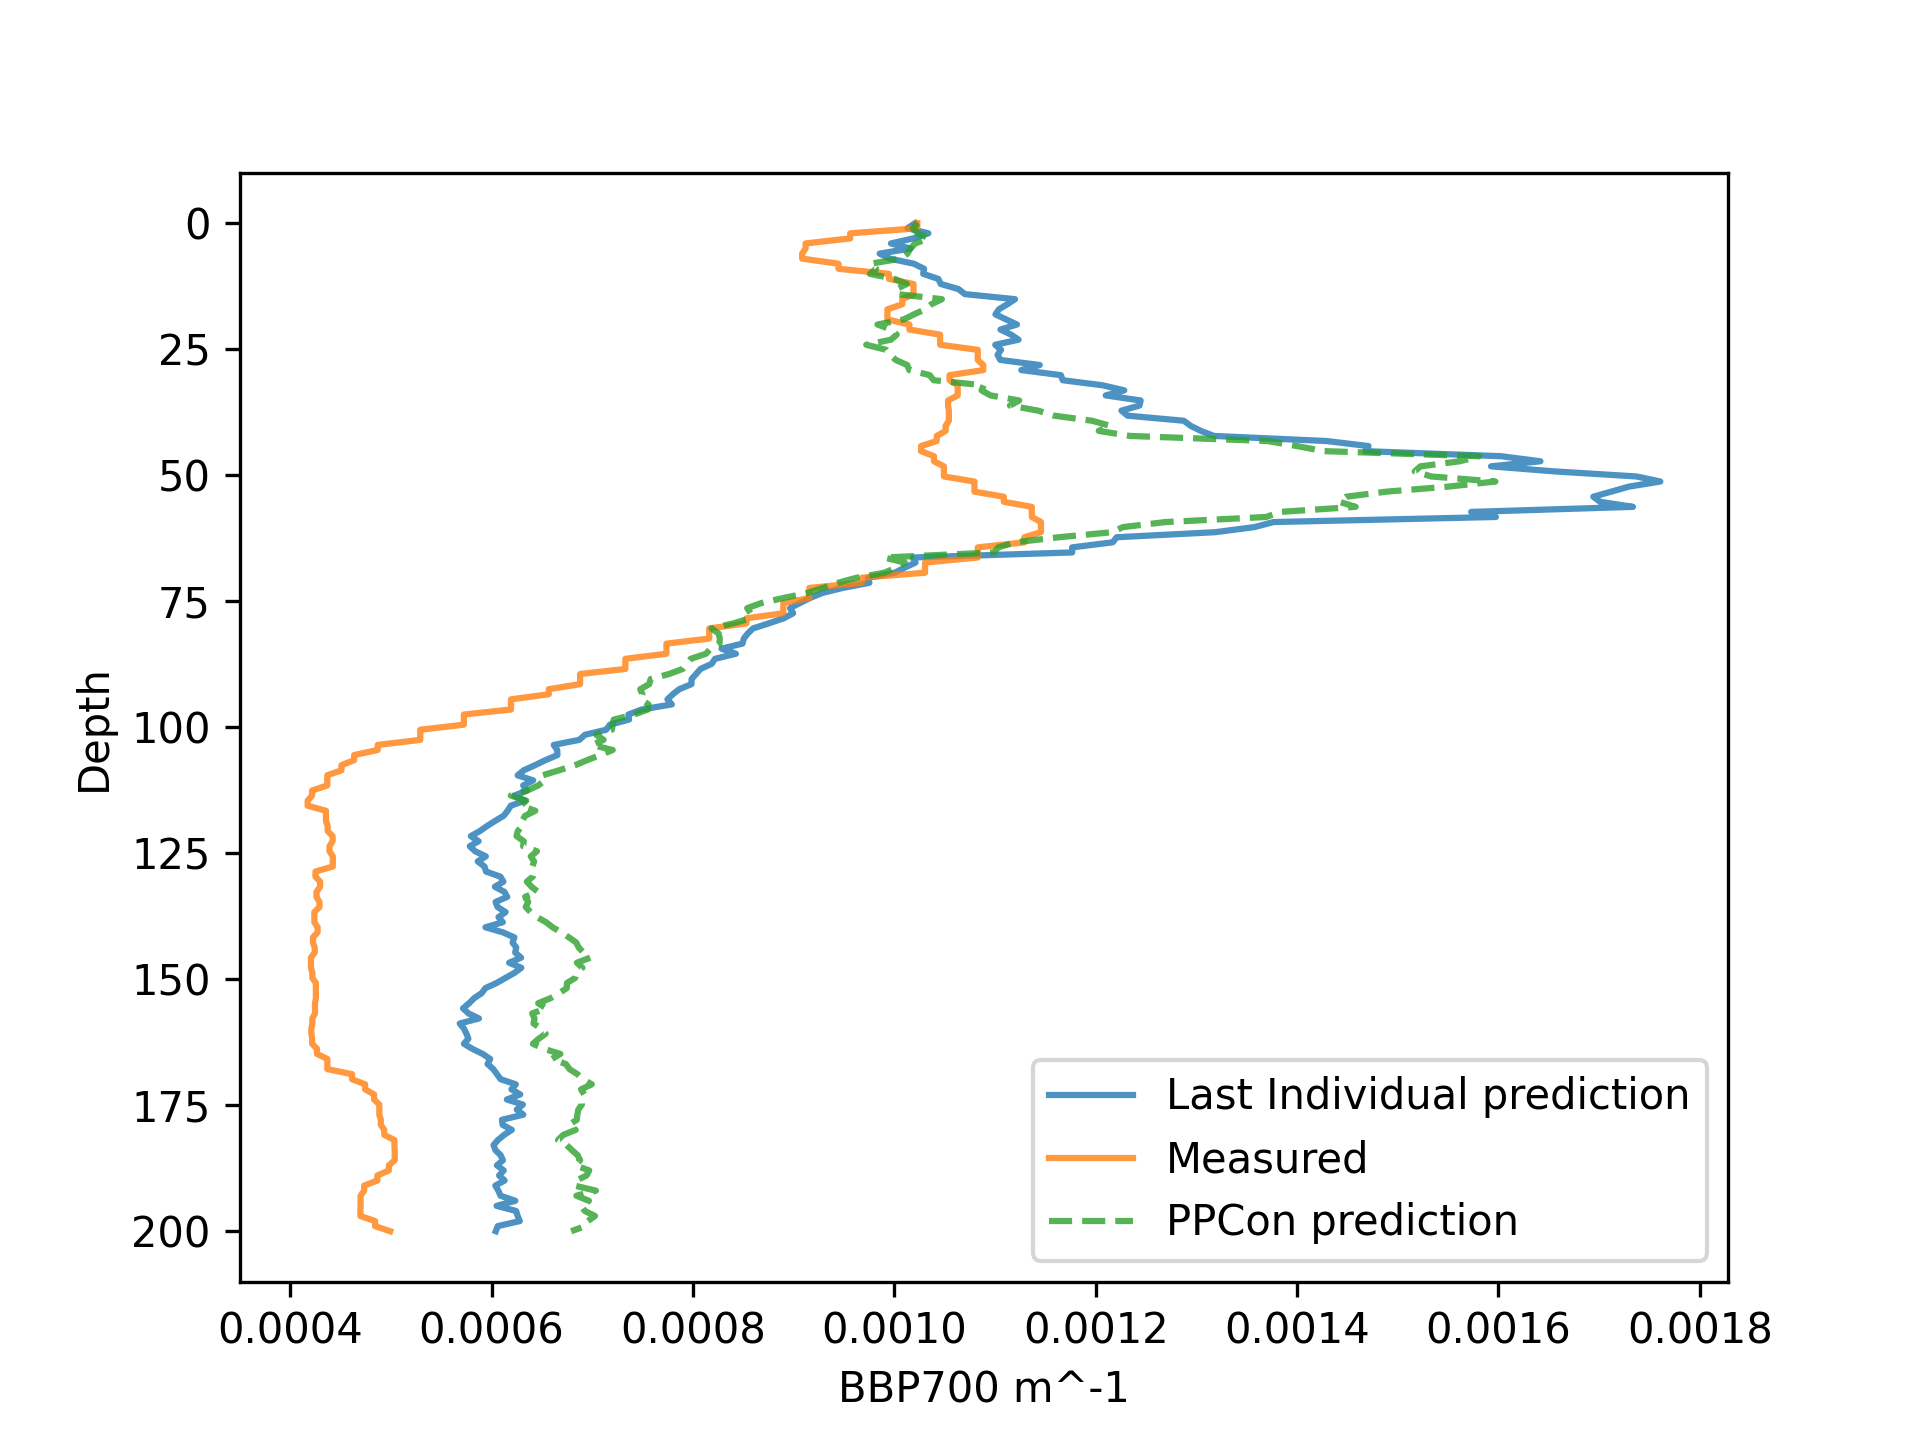 0
25
50
75
100
125
150
175
200
Depth
0.0004 0.0006 0.0008 0.0010 0.0012 0.0014 0.0016 0.0018
BBP700 m^-1
Last Individual prediction
Measured
PPCon prediction